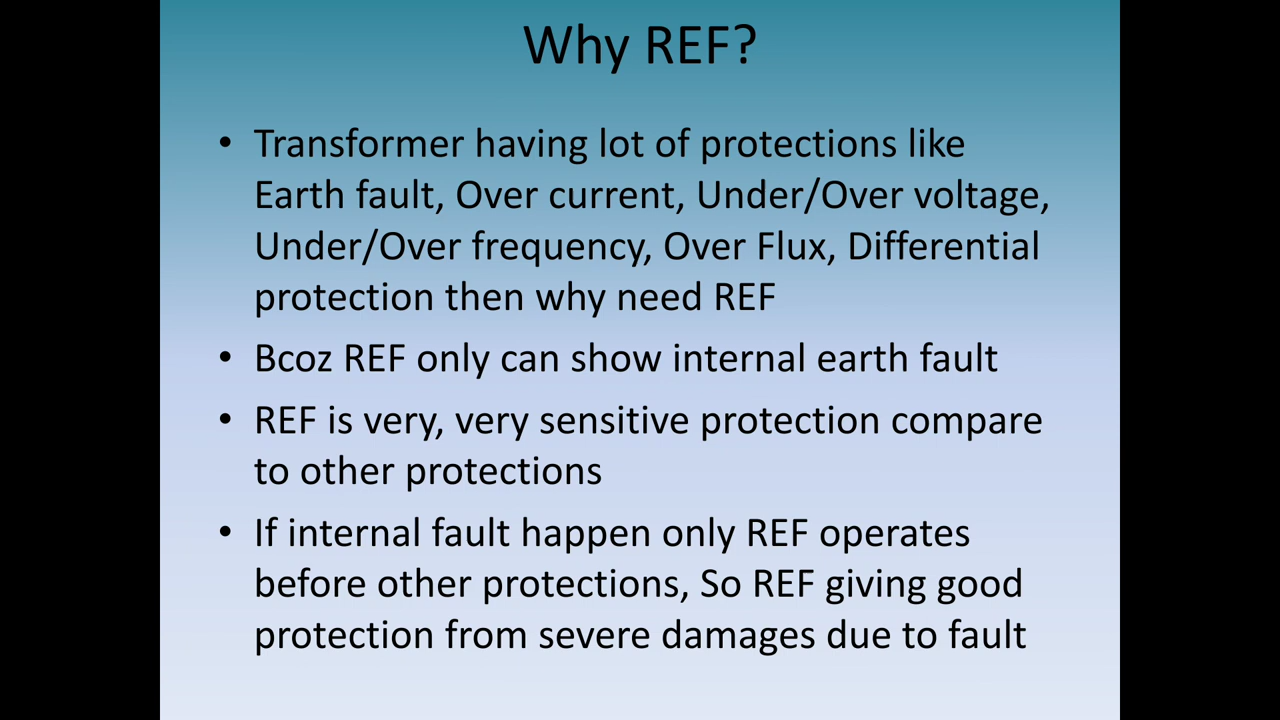 Why REF?
• Transformer having lot of protections like
Earth fault, Over current, Under/Over voltage,
Under/Over frequency, Over Flux, Differential
protection then why need REF
• Bcoz REF only can show internal earth fault
• REF is very, very sensitive protection compare
to other protections
• If internal fault happen only REF operates
before other protections, So REF giving good
protection from severe damages due to fault